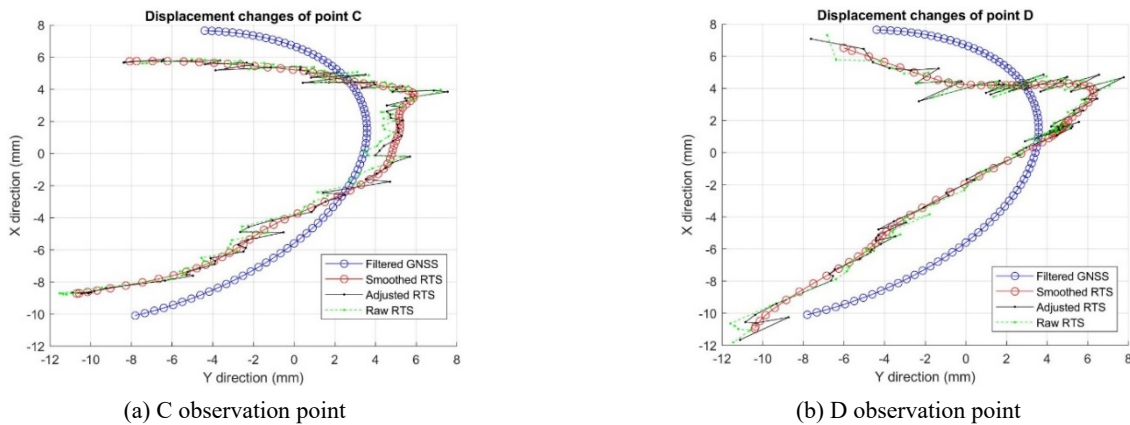 Displacement changes of point C
8
6
4
2
0
-2
-4
-6
-8
-10
-12
X direction (mm)
Filtered GNSS
Smoothed RTS
Adjusted RTS
Raw RTS
-12 -10 -8 -6 -4 -2 0 2 4 6 8
Y direction (mm)
(a) C observation point
Displacement changes of point D
8
6
4
2
0
-2
-4
-6
-8
-10
-12
X direction (mm)
Filtered GNSS
Smoothed RTS
Adjusted RTS
Raw RTS
-12 -10 -8 -6 -4 -2 0 2 4 6 8
Y direction (mm)
(b) D observation point